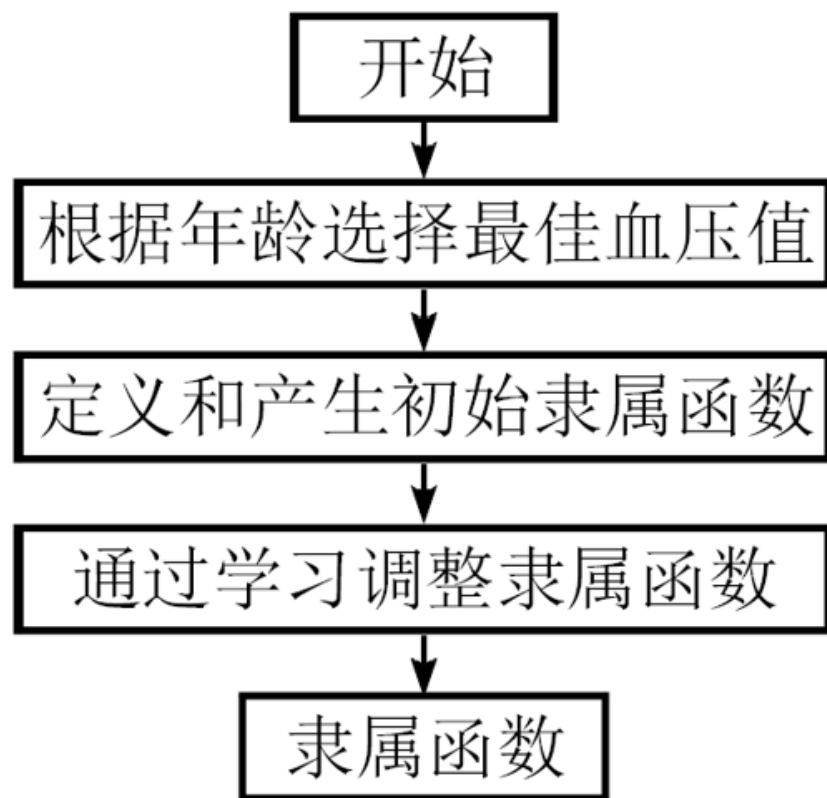 开始
根据年龄选择最佳血压值
定义和产生初始隶属函数
通过学习调整隶属函数
隶属函数